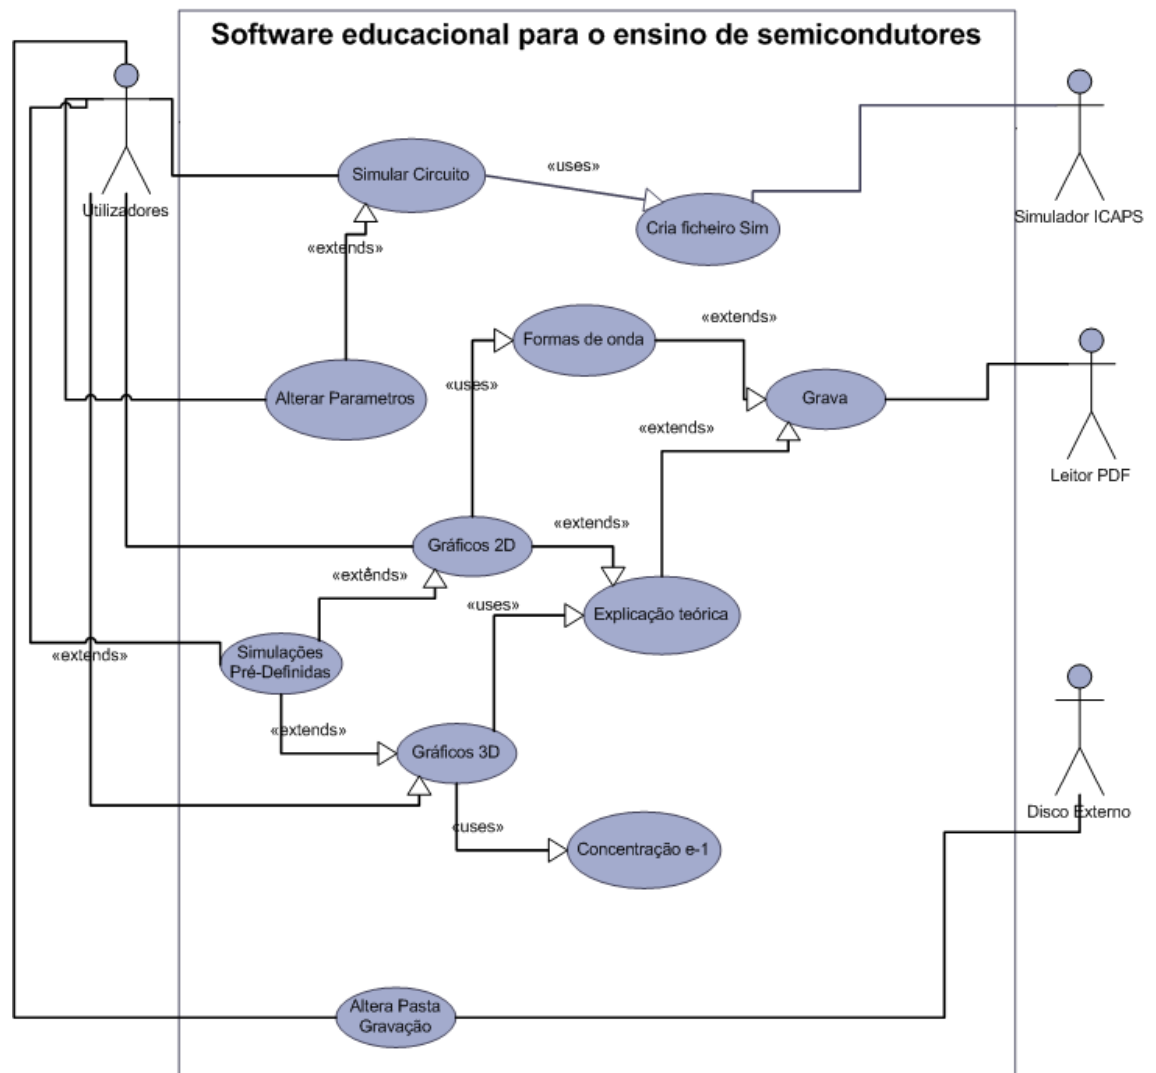 Software educacional para o ensino de semicondutores
Utilizadores
Simular Circuito
«uses»
Cria ficheiro Sim
Simulador ICAPS
«extends»
Formas de onda
«extends»
«uses»
Alterar Parametros
Grava
«extends»
Leitor PDF
«extends»
Gráficos 2D
«extends»
«uses»
Explicação teórica
«extends»
Simulações
Pré-Definidas
«extends»
Gráficos 3D
«uses»
Concentração e-1
Disco Externo
Altera Pasta
Gravação